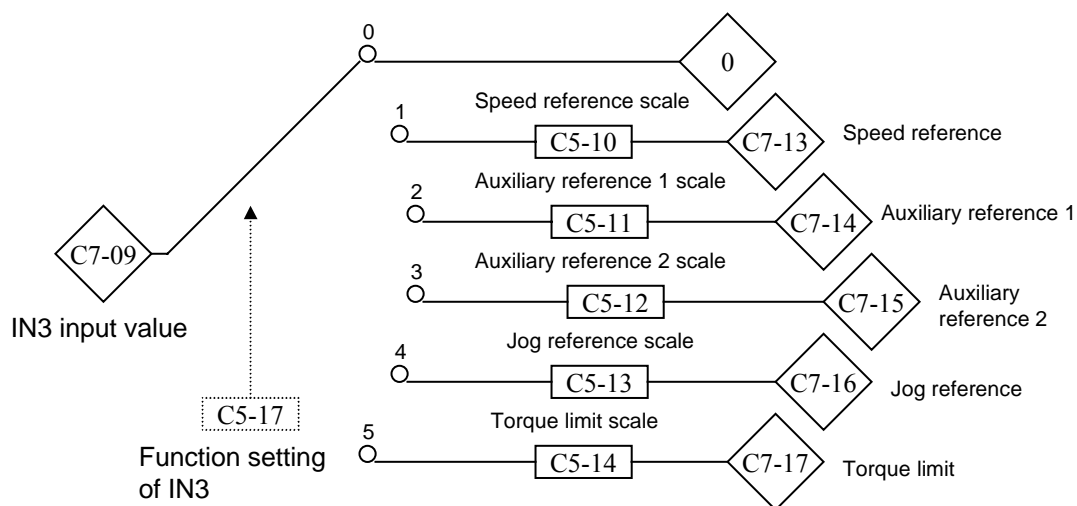 0
0
Speed reference scale
1
C5-10
C7-13
Speed reference
Auxiliary reference 1 scale
2
C5-11
C7-14
Auxiliary reference 1
C7-09
IN3 input value
Auxiliary reference 2 scale
3
C5-12
C7-15
Auxiliary
reference 2
Jog reference scale
4
C5-13
C7-16
Jog reference
C5-17
Function setting
of IN3
Torque limit scale
5
C5-14
C7-17
Torque limit